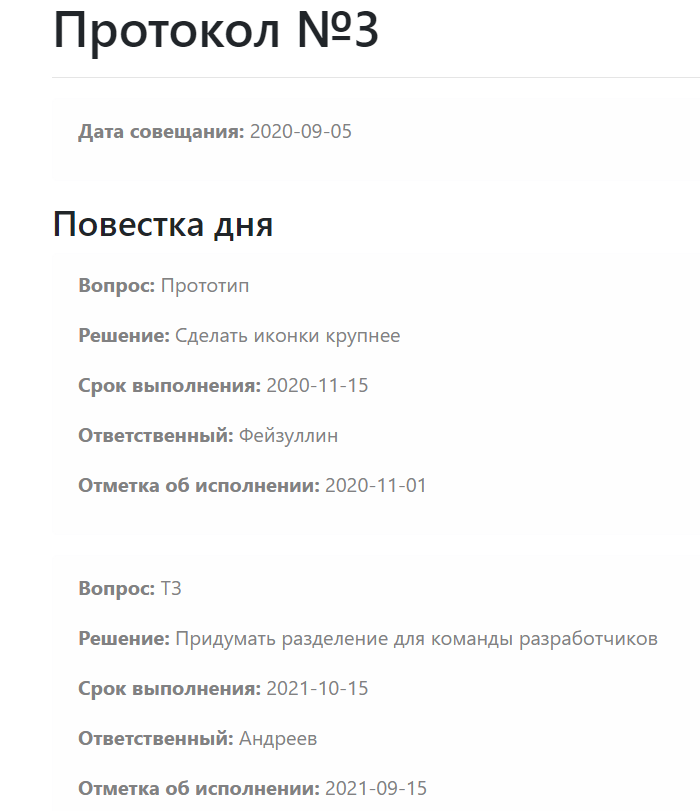 Протокол №3
Дата совещания: 2020-09-05
Повестка дня
Вопрос: Прототип
Решение: Сделать иконки крупнее
Срок выполнения: 2020-11-15
Ответственный: Фейзуллин
Отметка об исполнении: 2020-11-01
Вопрос: ТЗ
Решение: Придумать разделение для команды разработчиков
Срок выполнения: 2021-10-15
Ответственный: Андреев
Отметка об исполнении: 2021-09-15